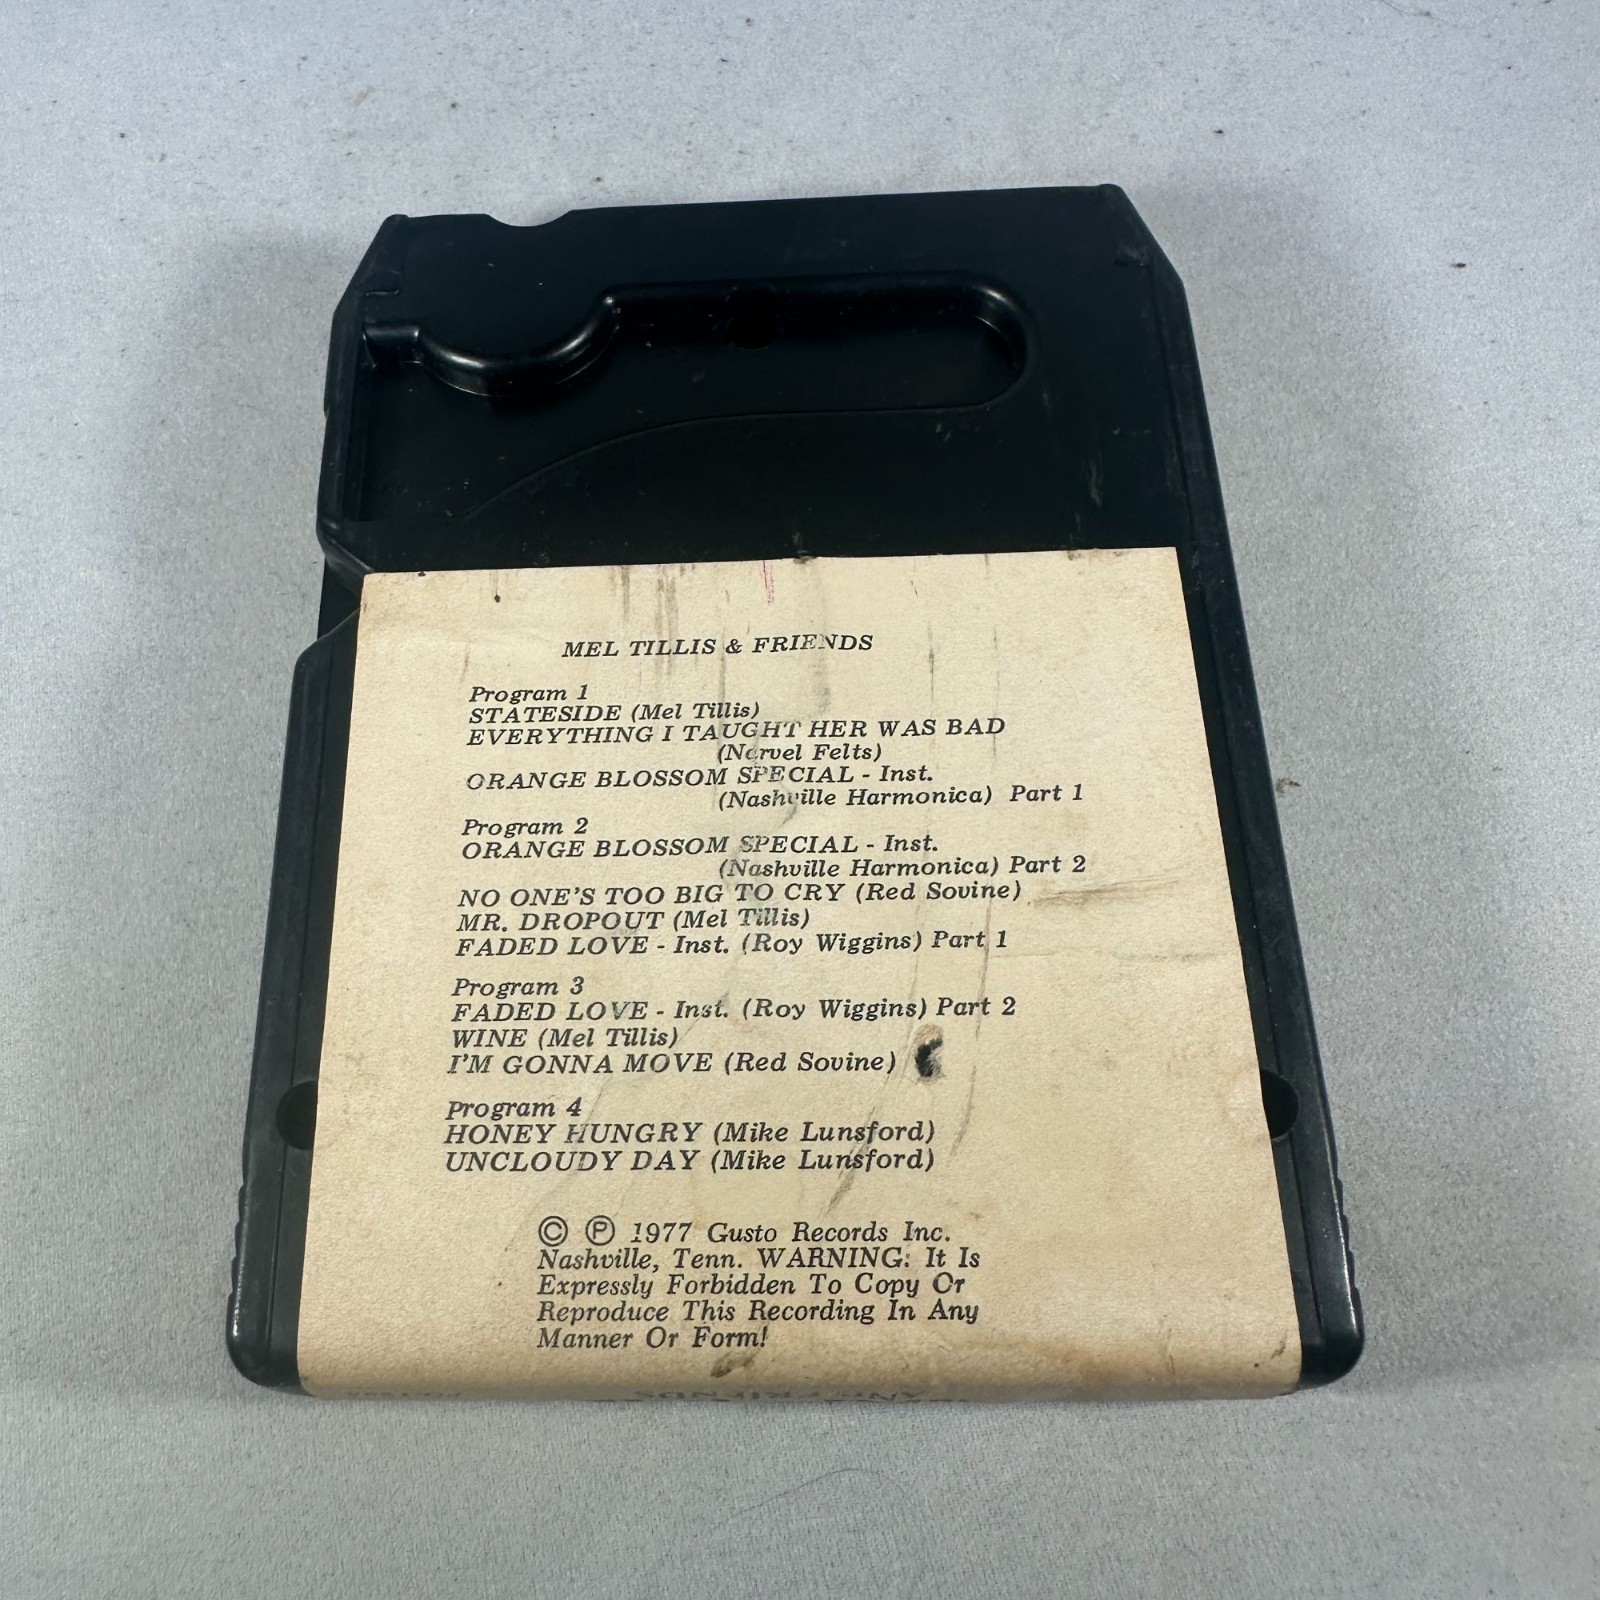 MEL TILLIS & FRIENDS
Program 1
STATESIDE (Mel Tillis)
EVERYTHING I TAUGHT HER WAS BAD
(Narvel Felts)
ORANGE BLOSSOM SPECIAL - Inst.
(Nashville Harmonica) Part 1
Program 2
ORANGE BLOSSOM SPECIAL - Inst.
(Nashville Harmonica) Part 2
NO ONE'S TOO BIG TO CRY (Red Sovine)
MR. DROPOUT (Mel Tillis)
FADED LOVE - Inst. (Roy Wiggins) Part 1
Program 3
FADED LOVE - Inst. (Roy Wiggins) Part 2
WINE (Mel Tillis)
I'M GONNA MOVE (Red Sovine)
Program 4
HONEY HUNGRY (Mike Lunsford)
UNCLOUDY DAY (Mike Lunsford)
© ℗ 1977 Gusto Records Inc.
Nashville, Tenn. WARNING: It Is
Expressly Forbidden To Copy Or
Reproduce This Recording In Any
Manner Or Form!